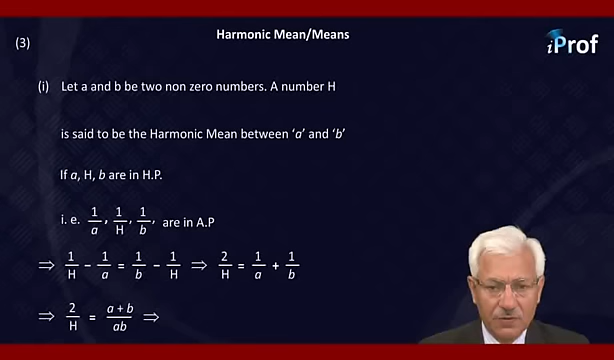 Harmonic Mean/Means
(3)
iProf
(i) Let a and b be two non zero numbers. A number H
is said to be the Harmonic Mean between ‘a’ and ‘b’
If a, H, b are in H.P.
i. e. 1/a, 1/H, 1/b, are in A.P
⇒ 1/H − 1/a = 1/b − 1/H ⇒ 2/H = 1/a + 1/b
⇒ 2/H = a + b/ab ⇒